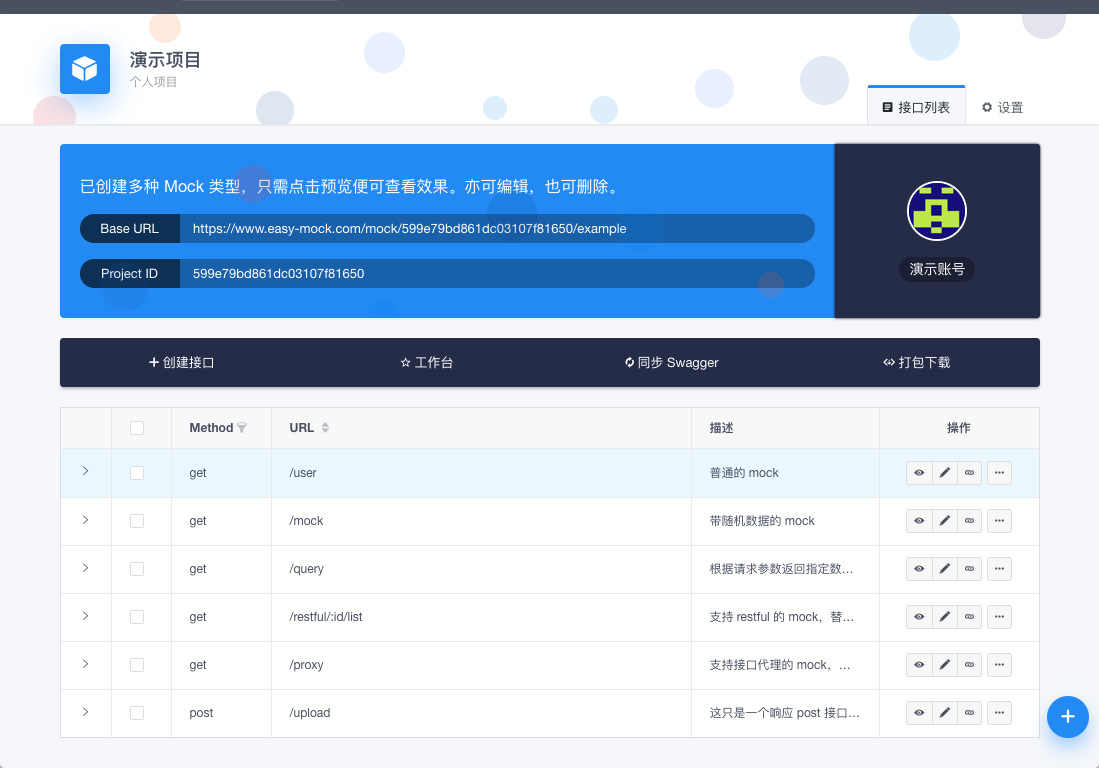 演示项目
个人项目
接口列表 设置
已创建多种 Mock 类型，只需点击预览便可查看效果。亦可编辑，也可删除。
Base URL https://www.easy-mock.com/mock/599e79bd861dc03107f81650/example
Project ID 599e79bd861dc03107f81650
演示账号
创建接口 工作台 同步 Swagger 打包下载
Method URL 描述 操作
get /user 普通的 mock
get /mock 带随机数据的 mock
get /query 根据请求参数返回指定数…
get /restful/:id/list 支持 restful 的 mock，替…
get /proxy 支持接口代理的 mock，…
post /upload 这只是一个响应 post 接口…